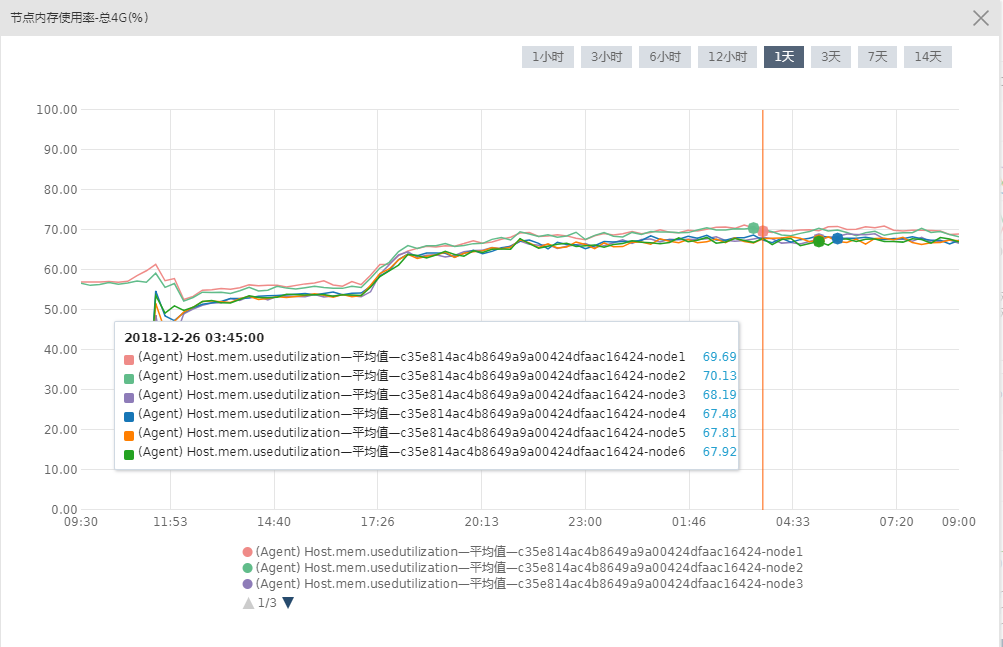 节点内存使用率-总4G(%)
1小时 3小时 6小时 12小时 1天 3天 7天 14天
100.00
90.00
80.00
70.00
60.00
50.00
40.00
30.00
20.00
10.00
0.00
2018-12-26 03:45:00
(Agent) Host.mem.usedutilization—平均值—c35e814ac4b8649a9a00424dfaac16424-node1 69.69
(Agent) Host.mem.usedutilization—平均值—c35e814ac4b8649a9a00424dfaac16424-node2 70.13
(Agent) Host.mem.usedutilization—平均值—c35e814ac4b8649a9a00424dfaac16424-node3 68.19
(Agent) Host.mem.usedutilization—平均值—c35e814ac4b8649a9a00424dfaac16424-node4 67.48
(Agent) Host.mem.usedutilization—平均值—c35e814ac4b8649a9a00424dfaac16424-node5 67.81
(Agent) Host.mem.usedutilization—平均值—c35e814ac4b8649a9a00424dfaac16424-node6 67.92
09:30 11:53 14:40 17:26 20:13 23:00 01:46 04:33 07:20 09:00
(Agent) Host.mem.usedutilization—平均值—c35e814ac4b8649a9a00424dfaac16424-node1
(Agent) Host.mem.usedutilization—平均值—c35e814ac4b8649a9a00424dfaac16424-node2
(Agent) Host.mem.usedutilization—平均值—c35e814ac4b8649a9a00424dfaac16424-node3
1/3